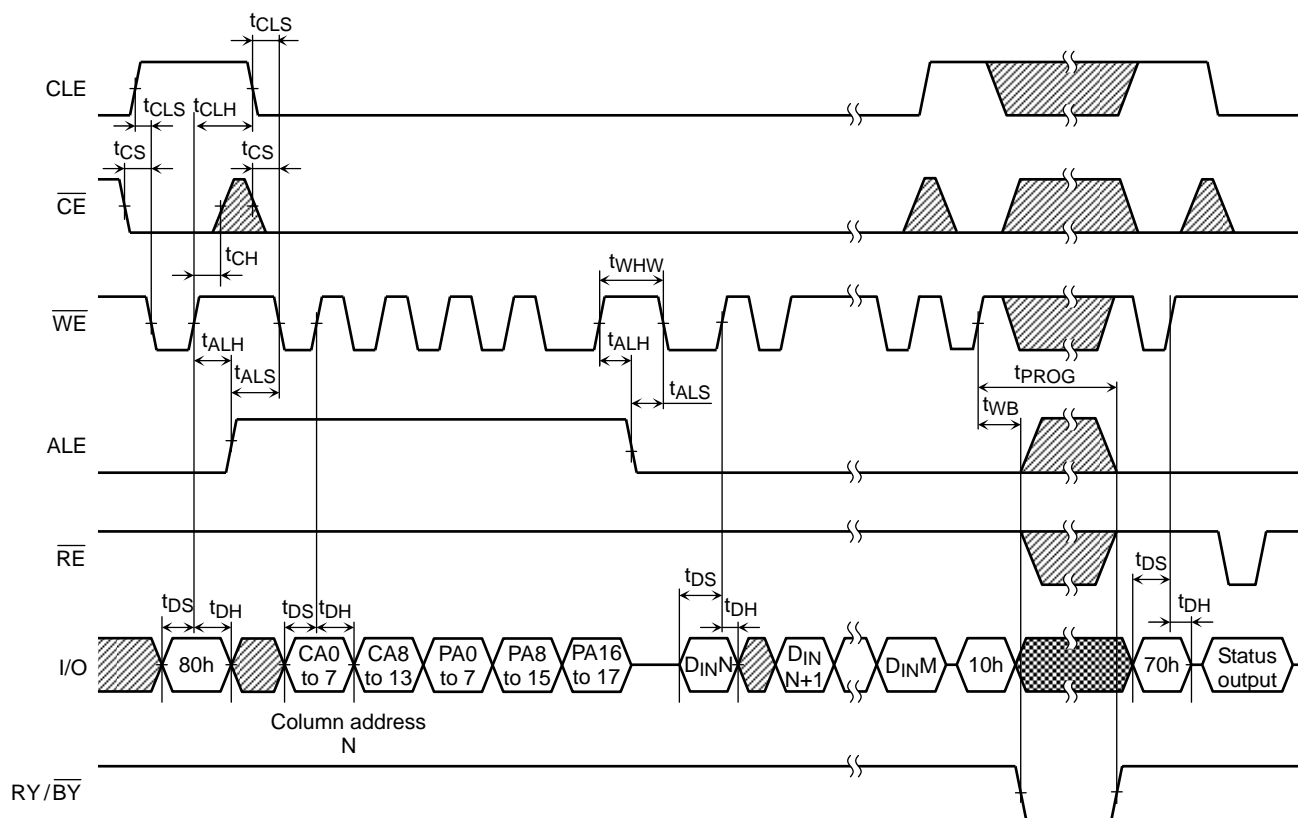 tCLS
CLE
tCLS tCLH
tCS tCS
CE
tCH
tWHW
WE
tALH tALH
tALS tALS
tPROG
tWB
ALE
RE
tDS tDH tDS tDH tDS tDH tDS tDH
I/O 80h CA0 to 7 CA8 to 13 PA0 to 7 PA8 to 15 PA16 to 17 DINN DIN N+1 DINM 10h 70h Status output
Column address
N
RY/BY